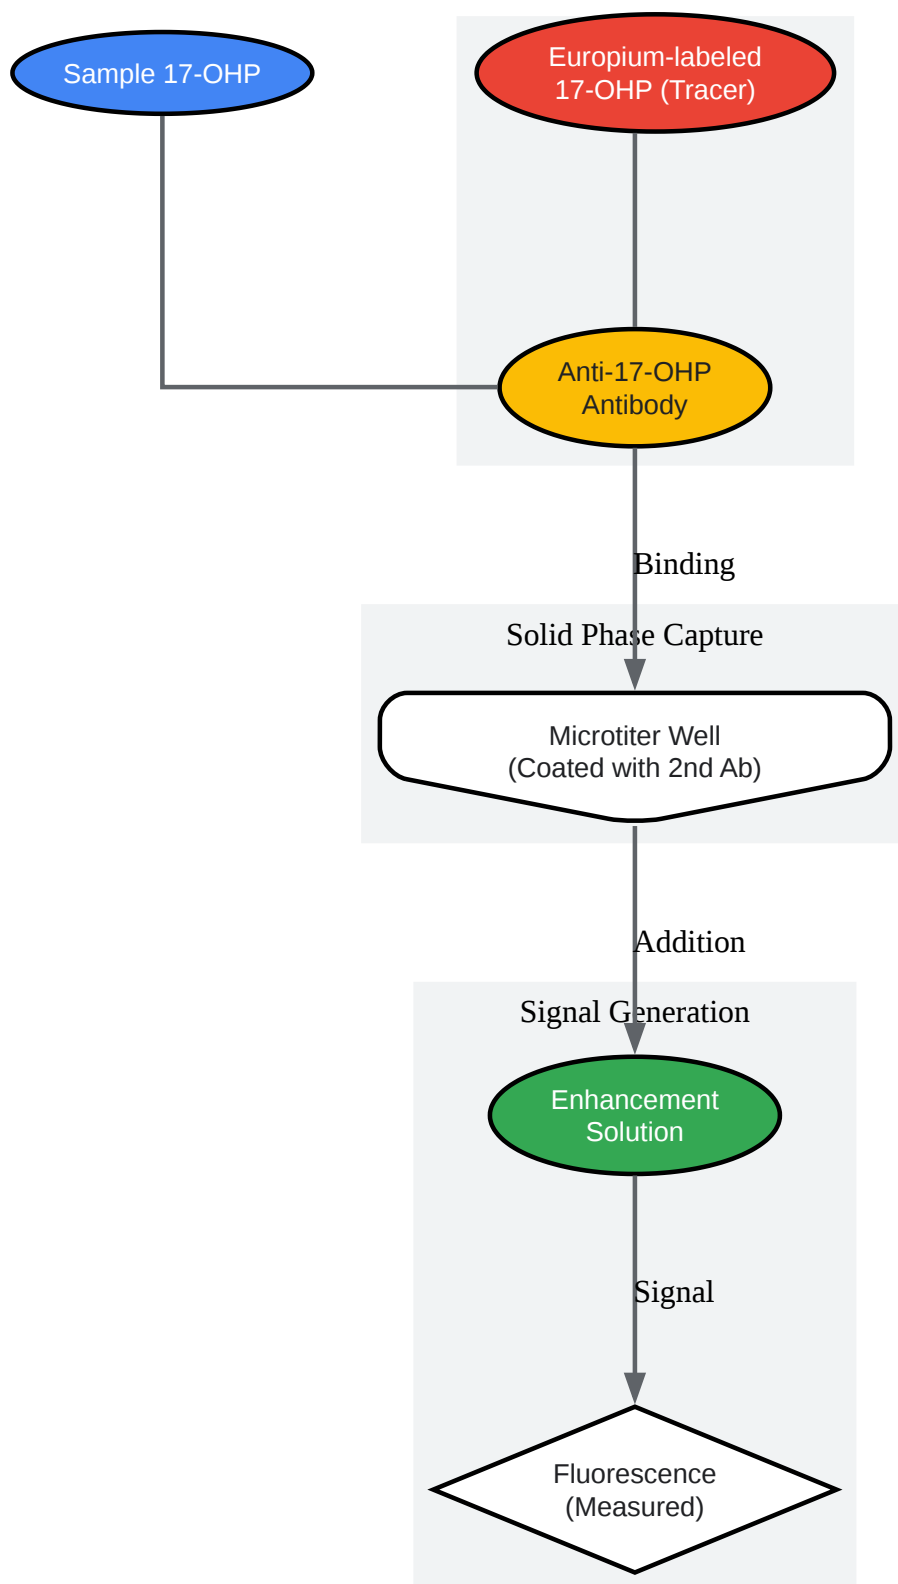 Sample 17-OHP
Europium-labeled
17-OHP (Tracer)
Anti-17-OHP
Antibody
Binding
Solid Phase Capture
Microtiter Well
(Coated with 2nd Ab)
Addition
Signal Generation
Enhancement
Solution
Signal
Fluorescence
(Measured)